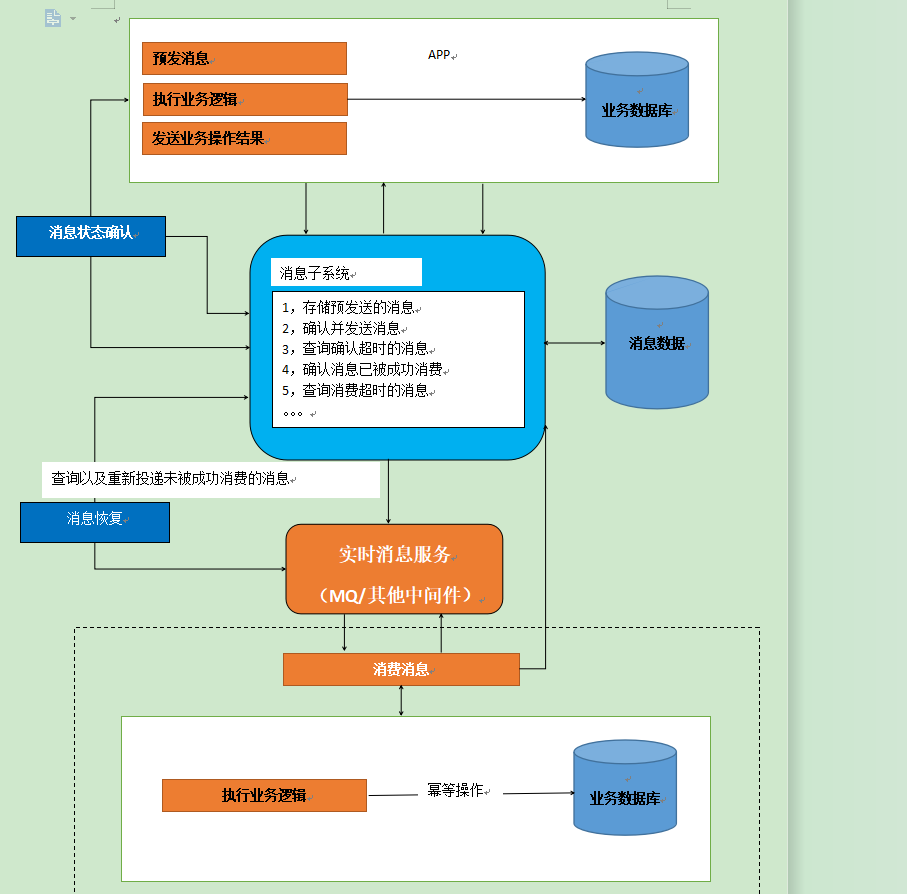 预发消息
APP
执行业务逻辑
业务数据库
发送业务操作结果
消息状态确认
消息子系统
1，存储预发送的消息
2，确认并发送消息
3，查询确认超时的消息
4，确认消息已被成功消费
5，查询消费超时的消息
。。。
消息数据
查询以及重新投递未被成功消费的消息
消息恢复
实时消息服务
（MQ/其他中间件）
消费消息
执行业务逻辑
幂等操作
业务数据库